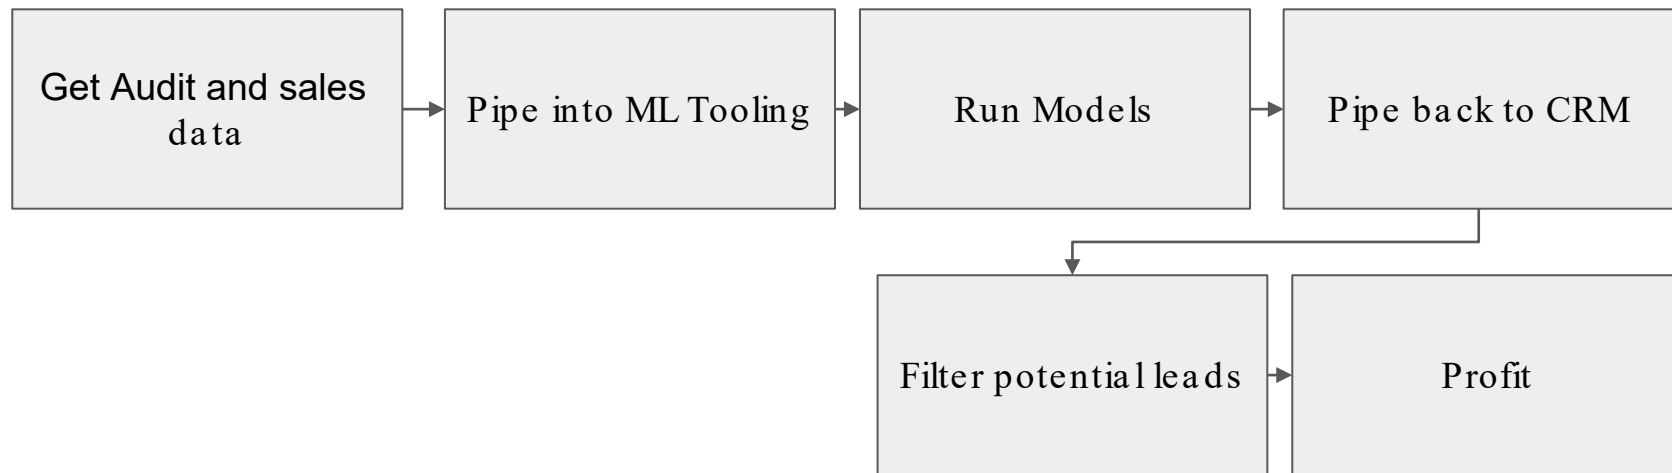 Get Audit and sales
data
Pipe into ML Tooling
Run Models
Pipe back to CRM
Filter potential leads
Profit